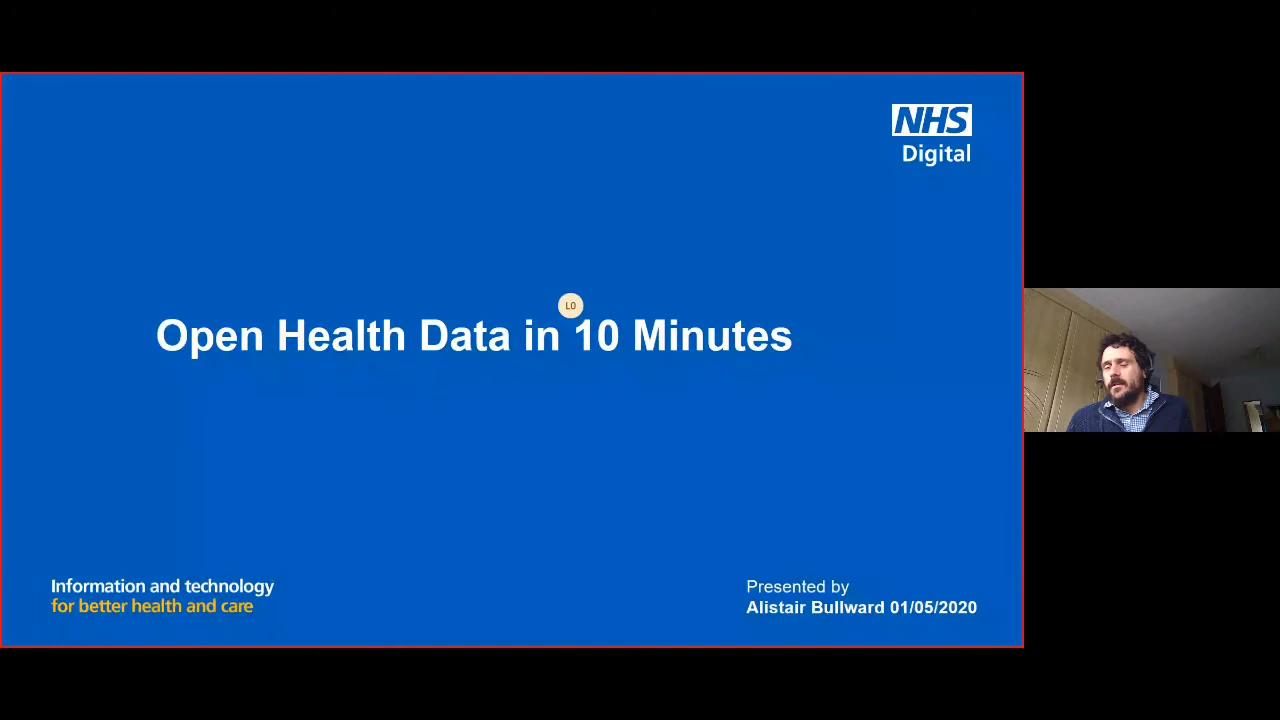 NHS
Digital
LO
Open Health Data in 10 Minutes
Information and technology
for better health and care
Presented by
Alistair Bullward 01/05/2020